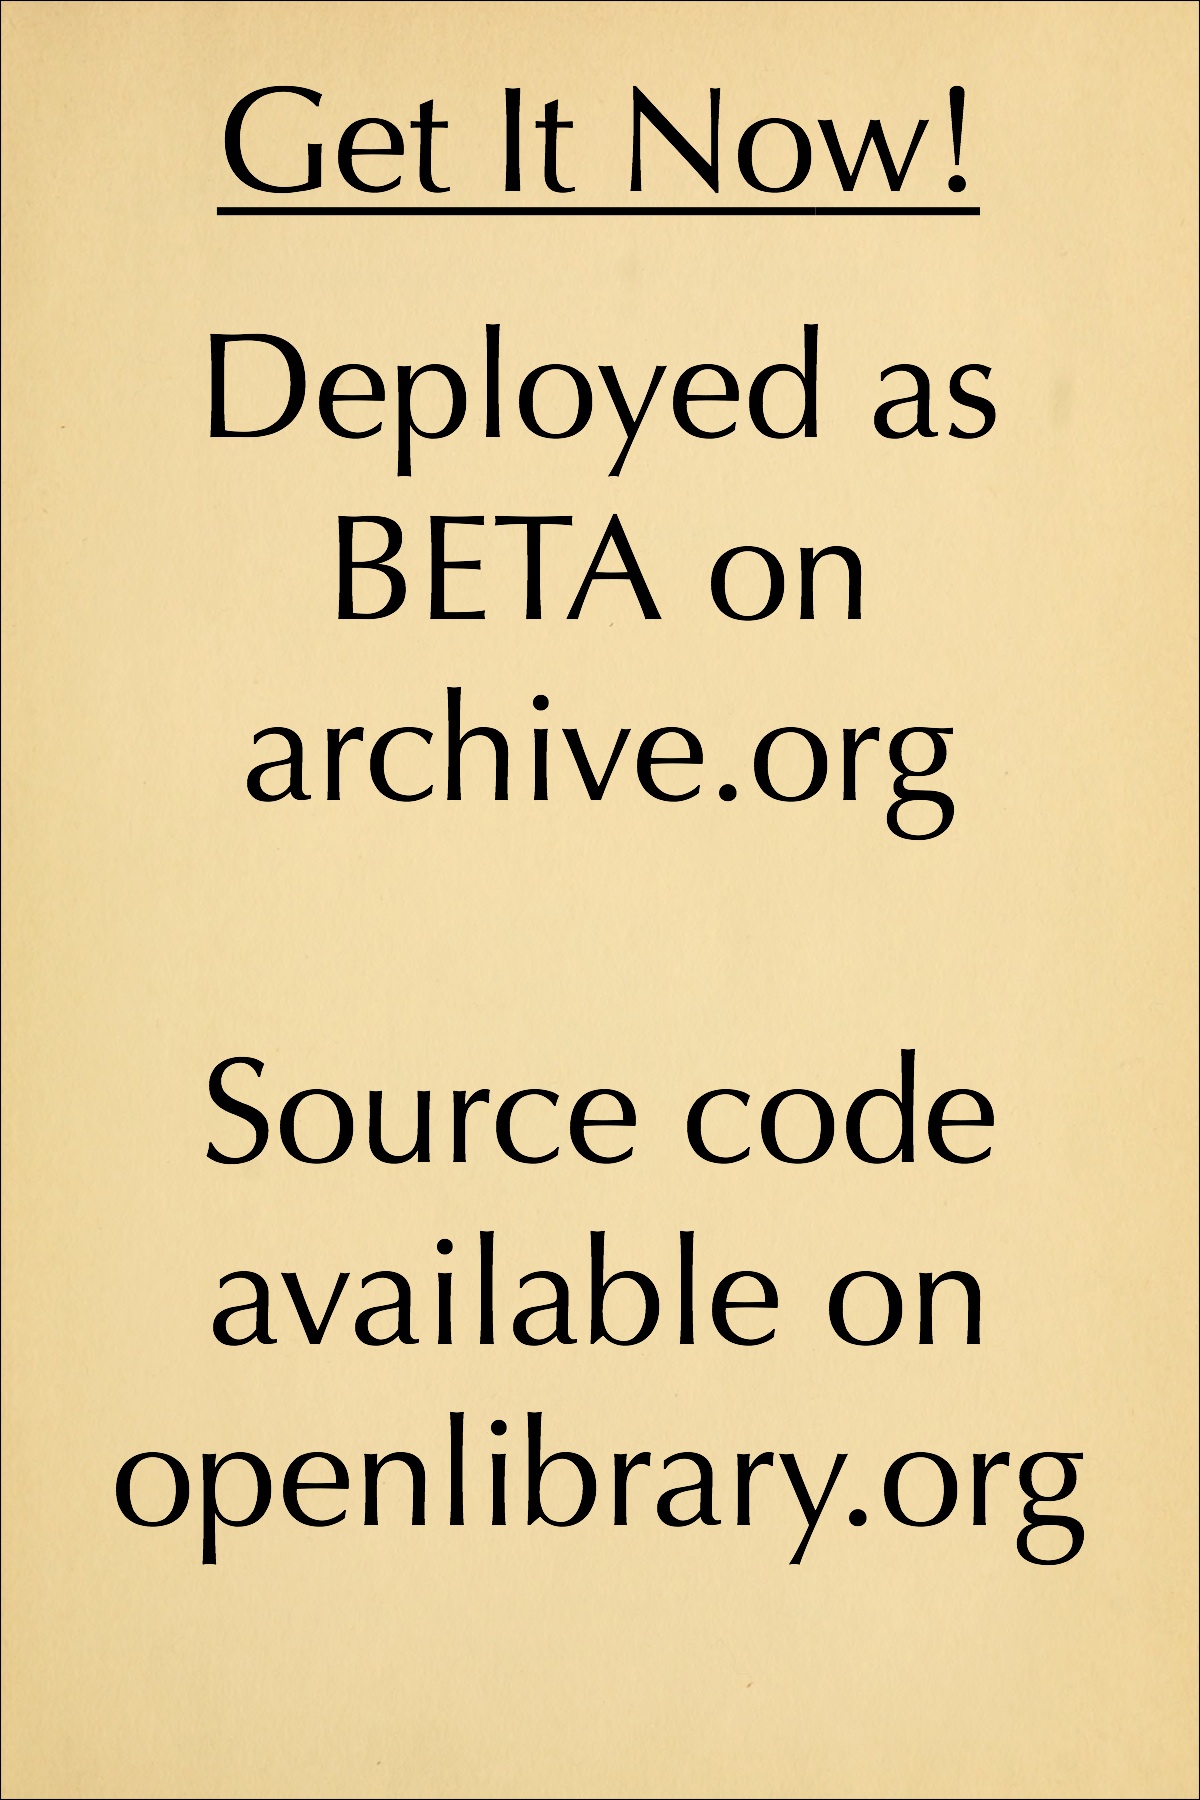 Get It Now!
Deployed as
BETA on
archive.org
Source code
available on
openlibrary.org